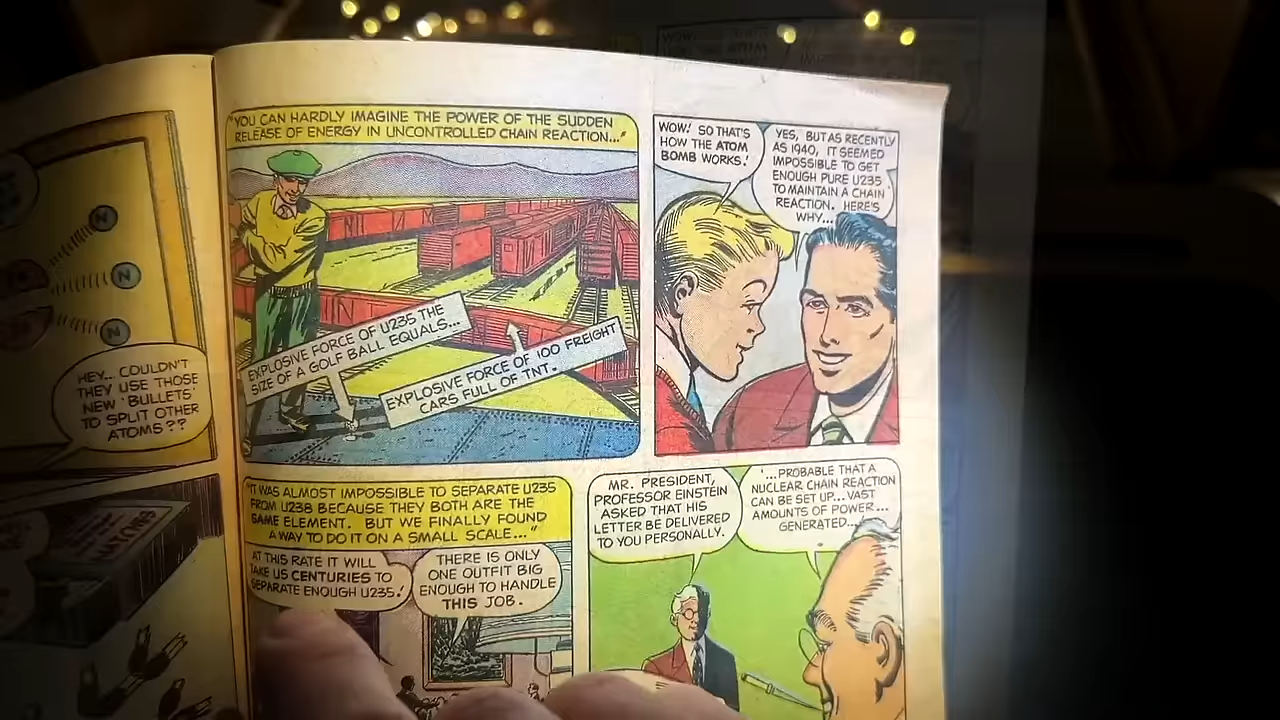 HEY... COULDN'T
THEY USE THOSE
NEW 'BULLETS'
TO SPLIT OTHER
ATOMS??
"YOU CAN HARDLY IMAGINE THE POWER OF THE SUDDEN
RELEASE OF ENERGY IN UNCONTROLLED CHAIN REACTION..."
EXPLOSIVE FORCE OF U235 THE
SIZE OF A GOLF BALL EQUALS...
EXPLOSIVE FORCE OF 100 FREIGHT
CARS FULL OF TNT.
WOW! SO THAT'S
HOW THE ATOM
BOMB WORKS!
YES, BUT AS RECENTLY
AS 1940, IT SEEMED
IMPOSSIBLE TO GET
ENOUGH PURE U235
TO MAINTAIN A CHAIN
REACTION. HERE'S
WHY...
"IT WAS ALMOST IMPOSSIBLE TO SEPARATE U235
FROM U238 BECAUSE THEY BOTH ARE THE
SAME ELEMENT. BUT WE FINALLY FOUND
A WAY TO DO IT ON A SMALL SCALE..."
AT THIS RATE IT WILL
TAKE US CENTURIES TO
SEPARATE ENOUGH U235!
THERE IS ONLY
ONE OUTFIT BIG
ENOUGH TO HANDLE
THIS JOB.
MR. PRESIDENT,
PROFESSOR EINSTEIN
ASKED THAT HIS
LETTER BE DELIVERED
TO YOU PERSONALLY.
'...PROBABLE THAT A
NUCLEAR CHAIN REACTION
CAN BE SET UP...VAST
AMOUNTS OF POWER...
GENERATED...'
N
N
N